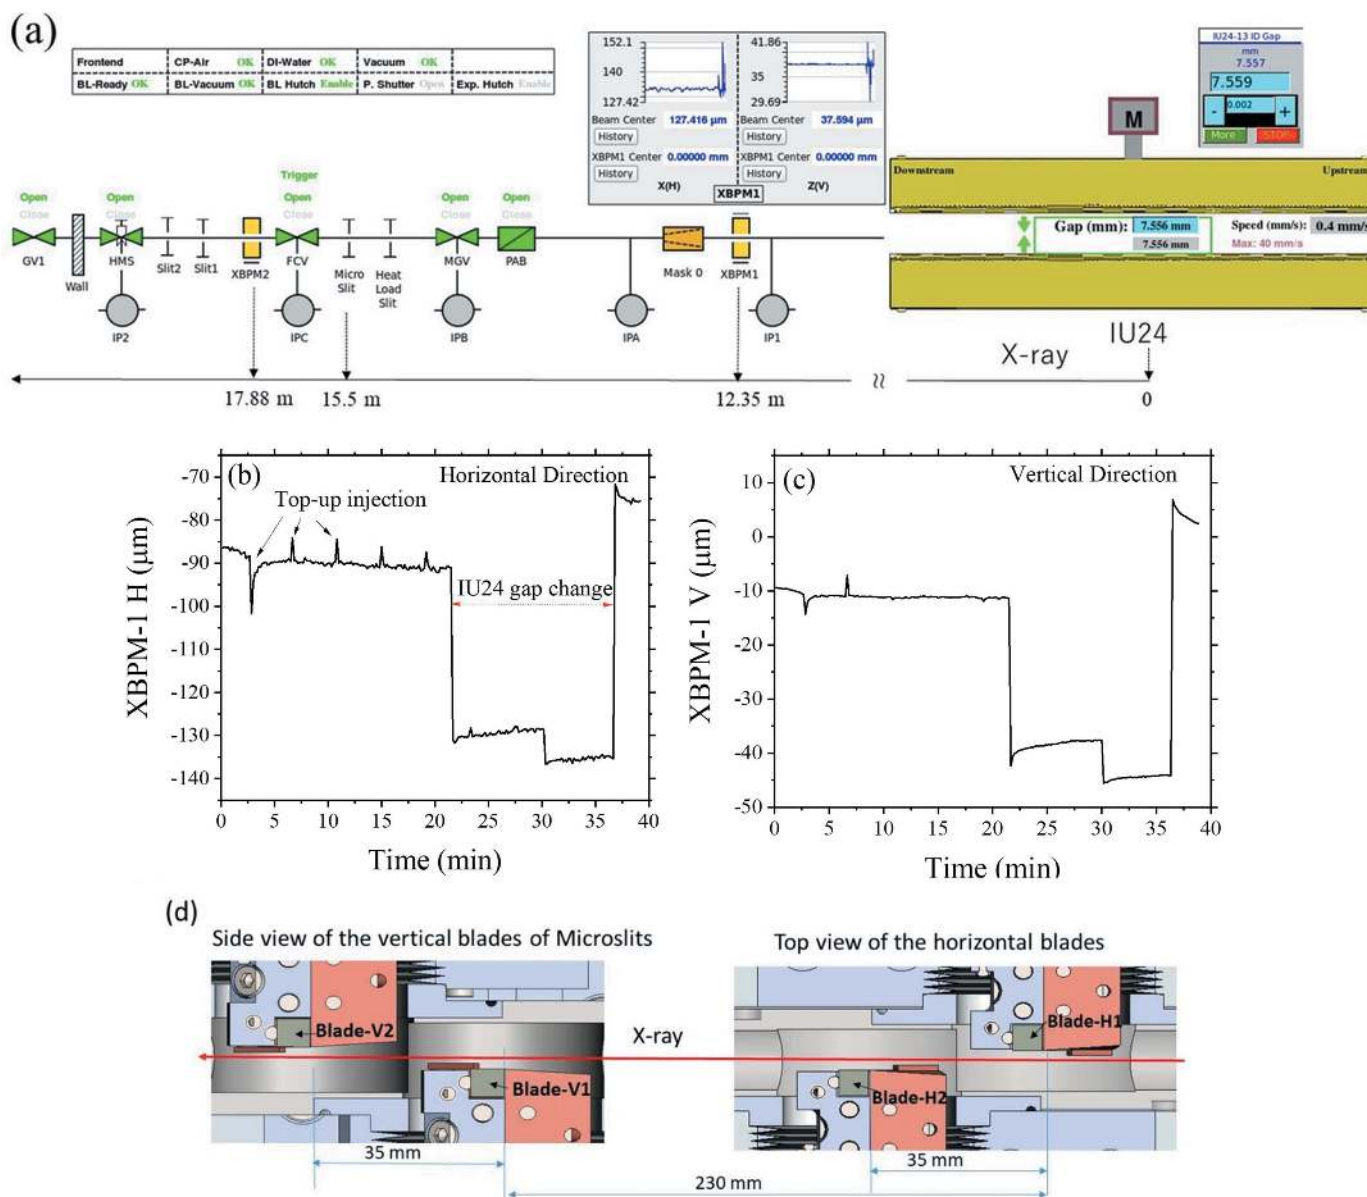 (a)
Frontend CP-Air OK DI-Water OK Vacuum OK
BL-Ready OK BL-Vacuum OK BL Hutch Enable P. Shutter Open Exp. Hutch Enable
152.1
140
127.42
41.86
35
29.69
Beam Center 127.416 μm Beam Center 37.594 μm
History History
XBPM1 Center 0.00000 mm XBPM1 Center 0.00000 mm
History History
X(H) XBPM1 Z(V)
IU24-13 ID Gap
mm
7.557
7.559
- 0.002 +
More STOP
M
Downstream Upstream
Gap (mm): 7.556 mm Speed (mm/s): 0.4 mm/s
7.556 mm Max: 40 mm/s
Trigger
Open Open Open Open Open
Close Close Close Close Close
GV1 Wall HMS Slit2 Slit1 XBPM2 FCV Micro Slit Heat Load Slit MGV PAB Mask 0 XBPM1
IP2 IPC IPB IPA IP1
IU24
X-ray
17.88 m 15.5 m 12.35 m 0
(b)
Horizontal Direction
Top-up injection
IU24 gap change
XBPM-1 H (μm)
-70
-80
-90
-100
-110
-120
-130
-140
0 5 10 15 20 25 30 35 40
Time (min)
(c)
Vertical Direction
XBPM-1 V (μm)
10
0
-10
-20
-30
-40
-50
0 5 10 15 20 25 30 35 40
Time (min)
(d)
Side view of the vertical blades of Microslits
Top view of the horizontal blades
Blade-V2
Blade-V1
X-ray
Blade-H1
Blade-H2
35 mm
35 mm
230 mm